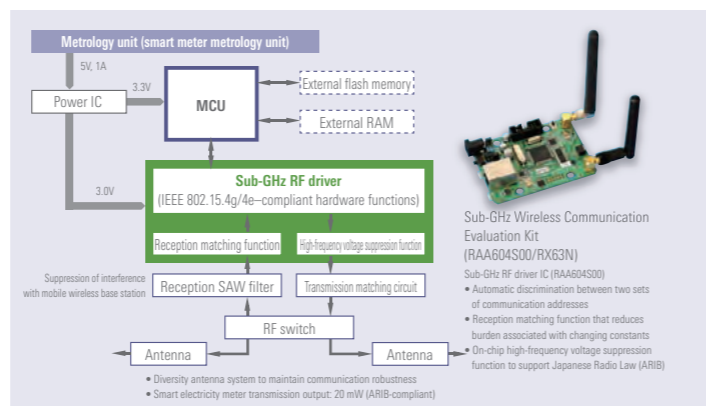 Metrology unit (smart meter metrology unit)
5V, 1A
Power IC
3.3V
MCU
External flash memory
External RAM
3.0V
Sub-GHz RF driver
(IEEE 802.15.4g/4e–compliant hardware functions)
Reception matching function
High-frequency voltage suppression function
Suppression of interference
with mobile wireless base station
Reception SAW filter
Transmission matching circuit
RF switch
Antenna
Antenna
• Diversity antenna system to maintain communication robustness
• Smart electricity meter transmission output: 20 mW (ARIB-compliant)
Sub-GHz Wireless Communication
Evaluation Kit
(RAA604S00/RX63N)
Sub-GHz RF driver IC (RAA604S00)
• Automatic discrimination between two sets
of communication addresses
• Reception matching function that reduces
burden associated with changing constants
• On-chip high-frequency voltage suppression
function to support Japanese Radio Law (ARIB)